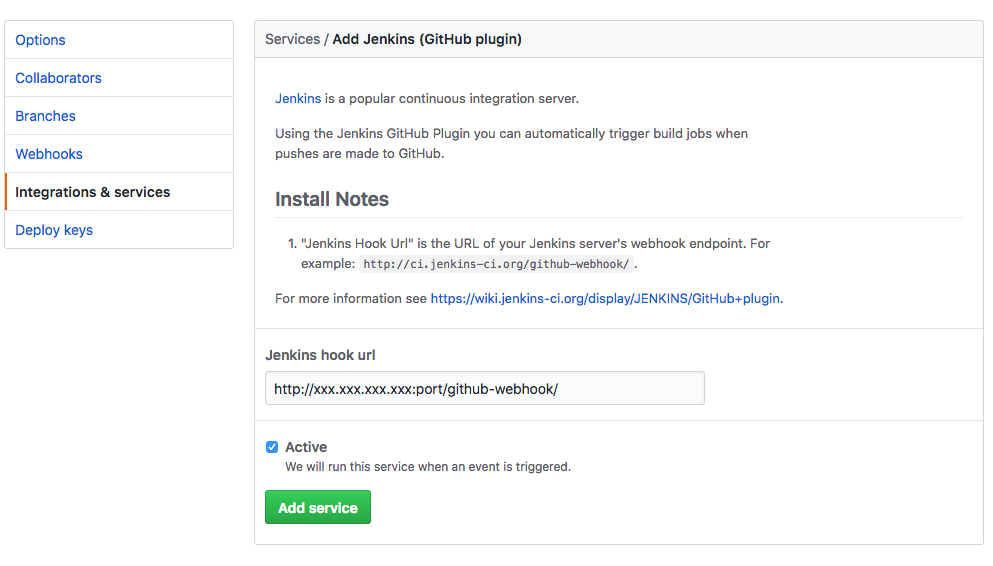 Options
Collaborators
Branches
Webhooks
Integrations & services
Deploy keys
Services / Add Jenkins (GitHub plugin)
Jenkins is a popular continuous integration server.
Using the Jenkins GitHub Plugin you can automatically trigger build jobs when
pushes are made to GitHub.
Install Notes
1. "Jenkins Hook Url" is the URL of your Jenkins server's webhook endpoint. For
example: http://ci.jenkins-ci.org/github-webhook/ .
For more information see https://wiki.jenkins-ci.org/display/JENKINS/GitHub+plugin.
Jenkins hook url
http://xxx.xxx.xxx.xxx:port/github-webhook/
Active
We will run this service when an event is triggered.
Add service